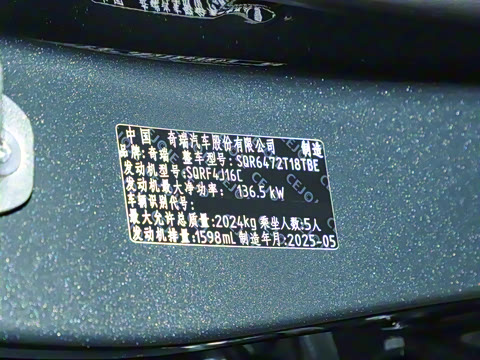 中国 奇瑞汽车股份有限公司 制造
品牌:奇瑞 整车型号:SQR6472T18TBE
发动机型号:SQRF4J16C
发动机最大净功率: 136.5 kW
车辆识别代号:
最大允许总质量:2024kg 乘坐人数:5人
发动机排量:1598mL 制造年月:2025-05